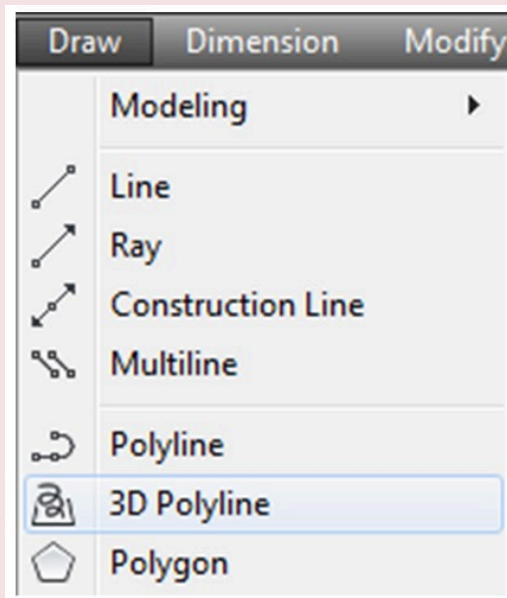 Draw Dimension Modify
Modeling
Line
Ray
Construction Line
Multiline
Polyline
3D Polyline
Polygon